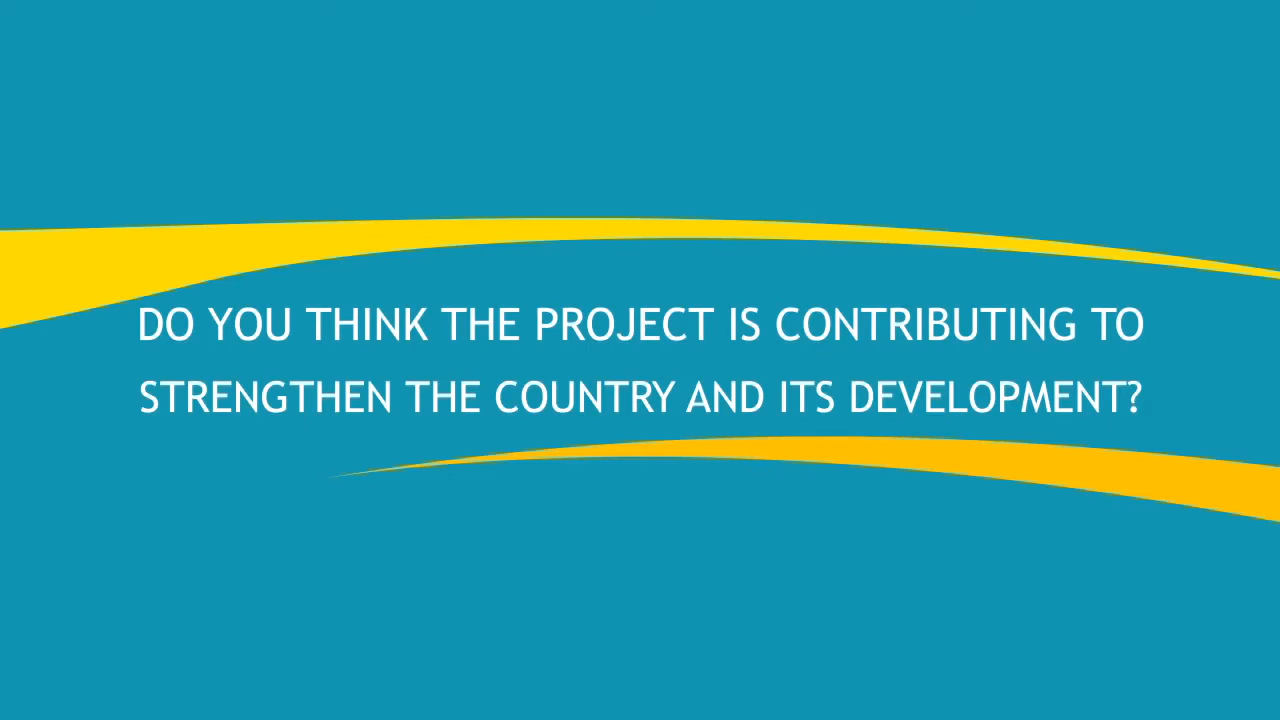 DO YOU THINK THE PROJECT IS CONTRIBUTING TO
STRENGTHEN THE COUNTRY AND ITS DEVELOPMENT?